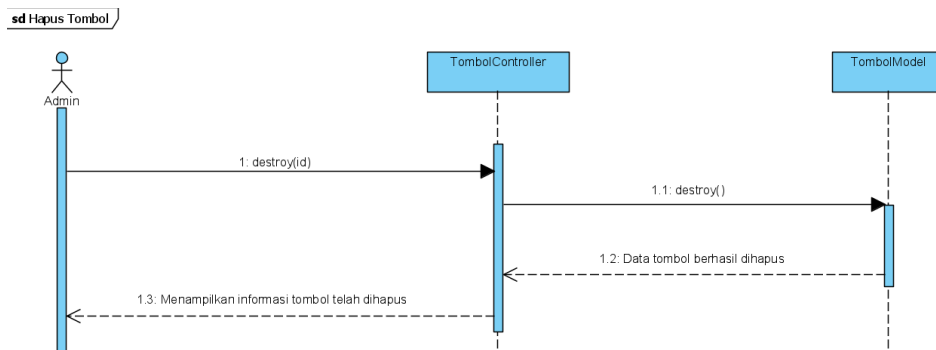 sd Hapus Tombol
Admin
TombolController
TombolModel
1: destroy(id)
1.1: destroy()
1.2: Data tombol berhasil dihapus
1.3: Menampilkan informasi tombol telah dihapus